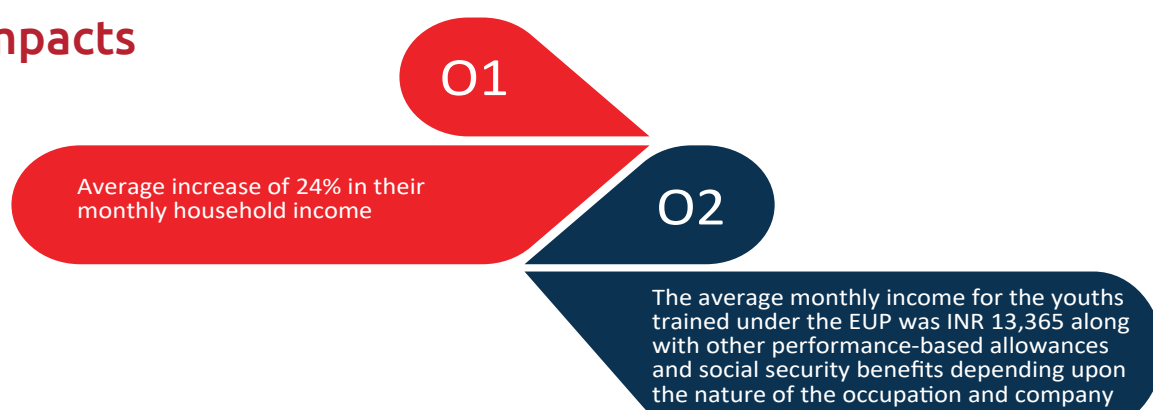 mpacts
O1
Average increase of 24% in their
monthly household income
O2
The average monthly income for the youths
trained under the EUP was INR 13,365 along
with other performance-based allowances
and social security benefits depending upon
the nature of the occupation and company